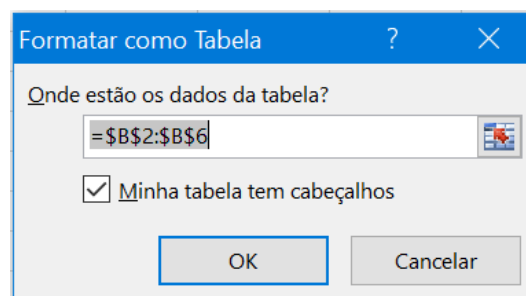 Formatar como Tabela ? ×
Onde estão os dados da tabela?
=$B$2:$B$6
Minha tabela tem cabeçalhos
OK Cancelar